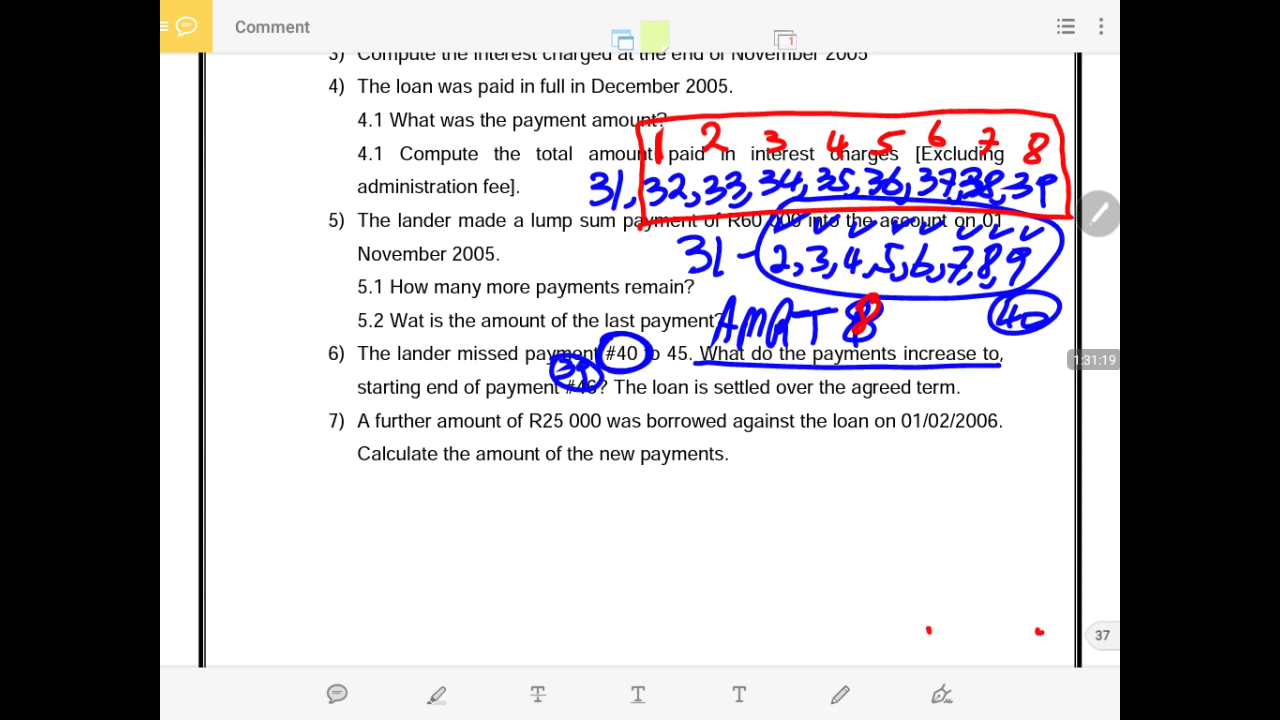 Comment
1
3) Compute the interest charged at the end of November 2005
4) The loan was paid in full in December 2005.
4.1 What was the payment amount?
1 2 3 4 5 6 7 8
4.1 Compute the total amount paid in interest charges [Excluding
administration fee].
31, 32, 33, 34, 35, 36, 37, 38, 39
5) The lander made a lump sum payment of R60 000 into the account on 01
November 2005.
31 - 2, 3, 4, 5, 6, 7, 8, 9
5.1 How many more payments remain?
5.2 Wat is the amount of the last payment?
AMRT 8
40
6) The lander missed payment #40 to 45. What do the payments increase to,
39
1:31:19
starting end of payment #46? The loan is settled over the agreed term.
7) A further amount of R25 000 was borrowed against the loan on 01/02/2006.
Calculate the amount of the new payments.
37